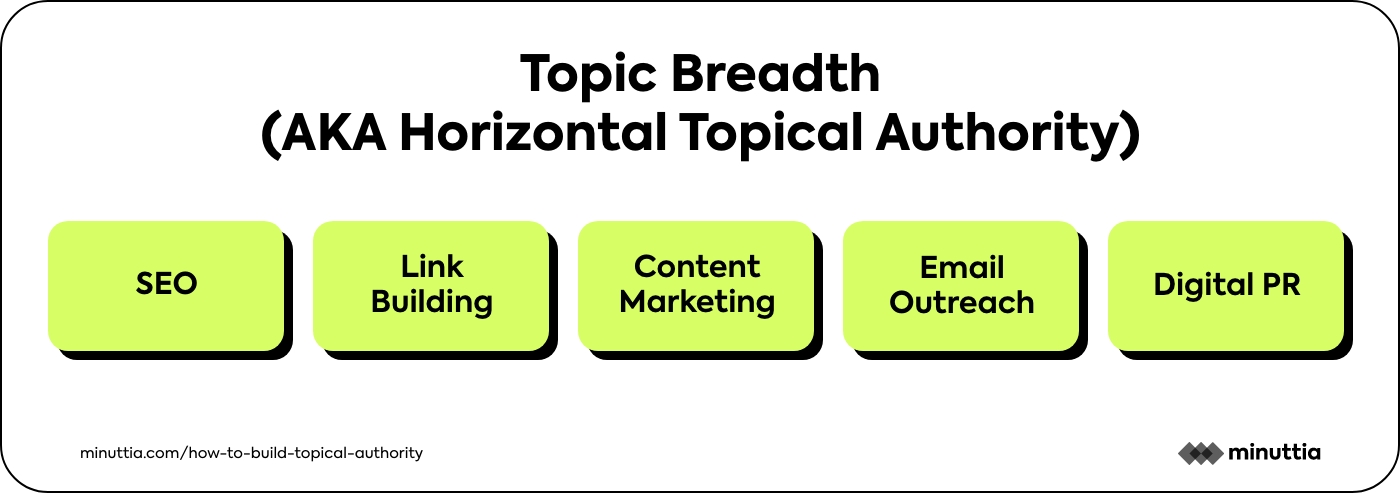 Topic Breadth
(AKA Horizontal Topical Authority)
SEO
Link
Building
Content
Marketing
Email
Outreach
Digital PR
minuttia.com/how-to-build-topical-authority
minuttia